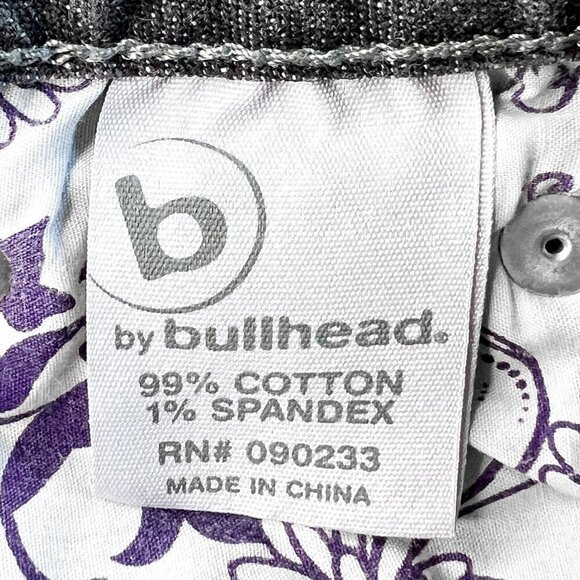 b
by bullhead®
99% COTTON
1% SPANDEX
RN# 090233
MADE IN CHINA